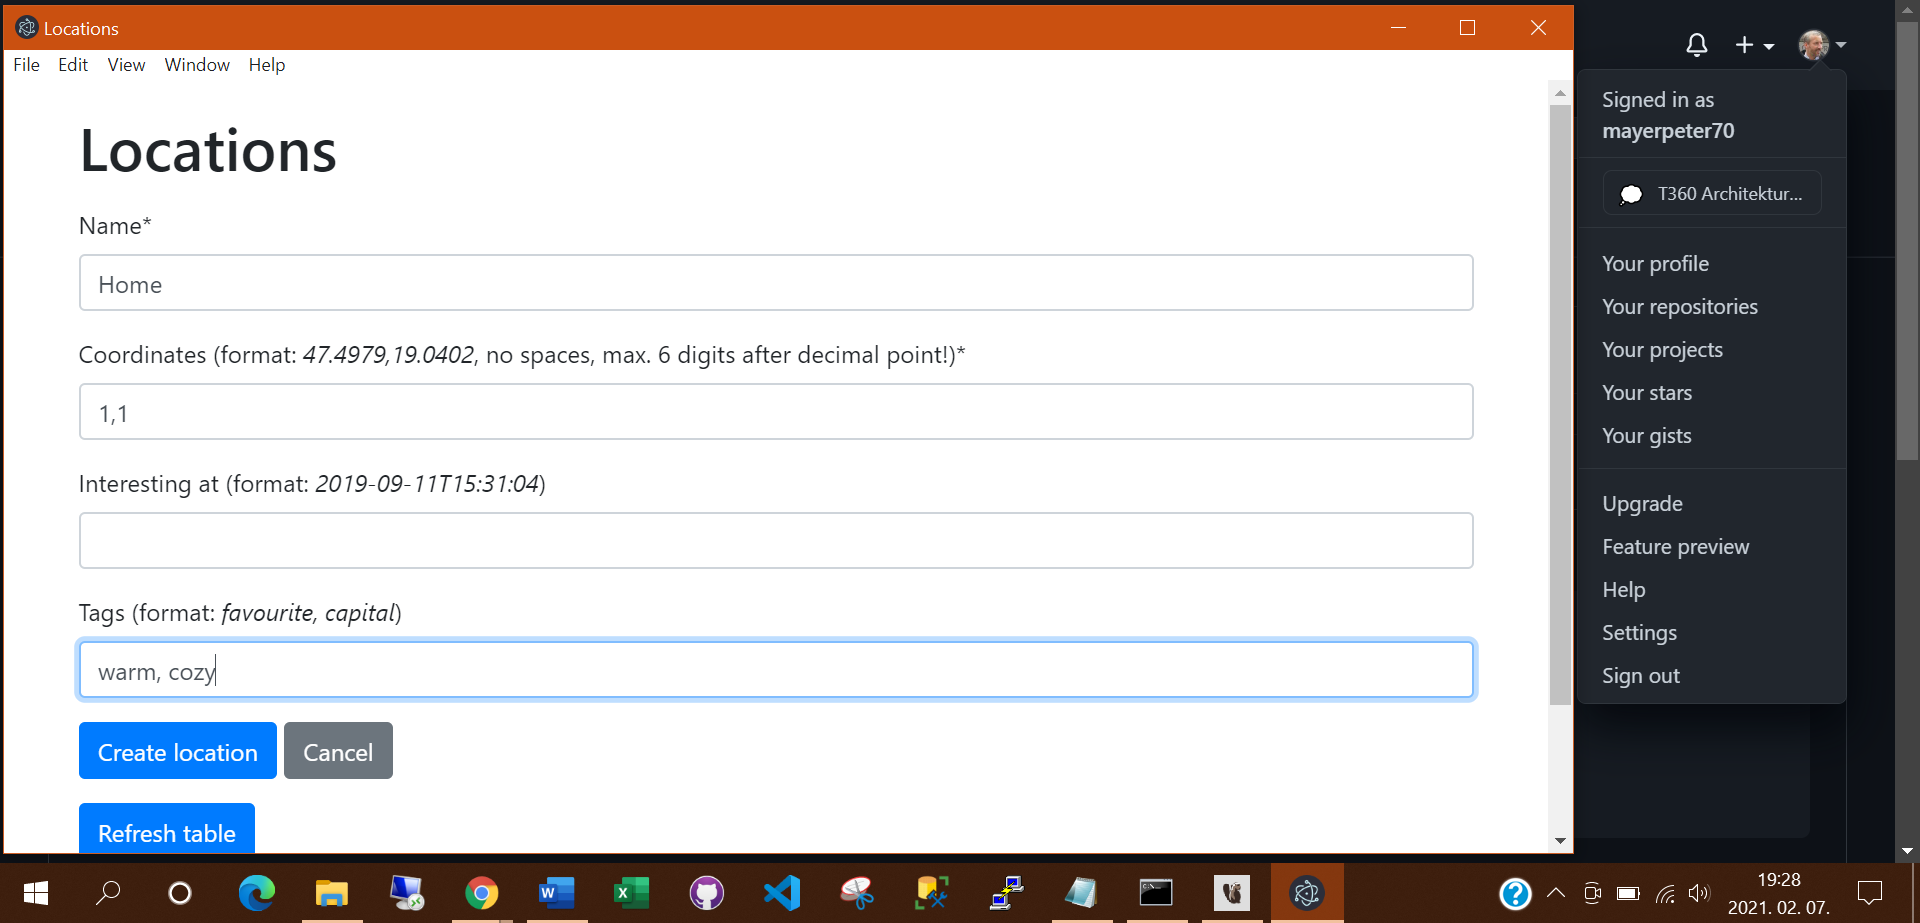 Locations
File Edit View Window Help
Locations
Name*
Home
Coordinates (format: 47.4979,19.0402, no spaces, max. 6 digits after decimal point!)*
1,1
Interesting at (format: 2019-09-11T15:31:04)
Tags (format: favourite, capital)
warm, cozy
Create location Cancel
Refresh table
Signed in as
mayerpeter70
T360 Architektur...
Your profile
Your repositories
Your projects
Your stars
Your gists
Upgrade
Feature preview
Help
Settings
Sign out
19:28
2021. 02. 07.